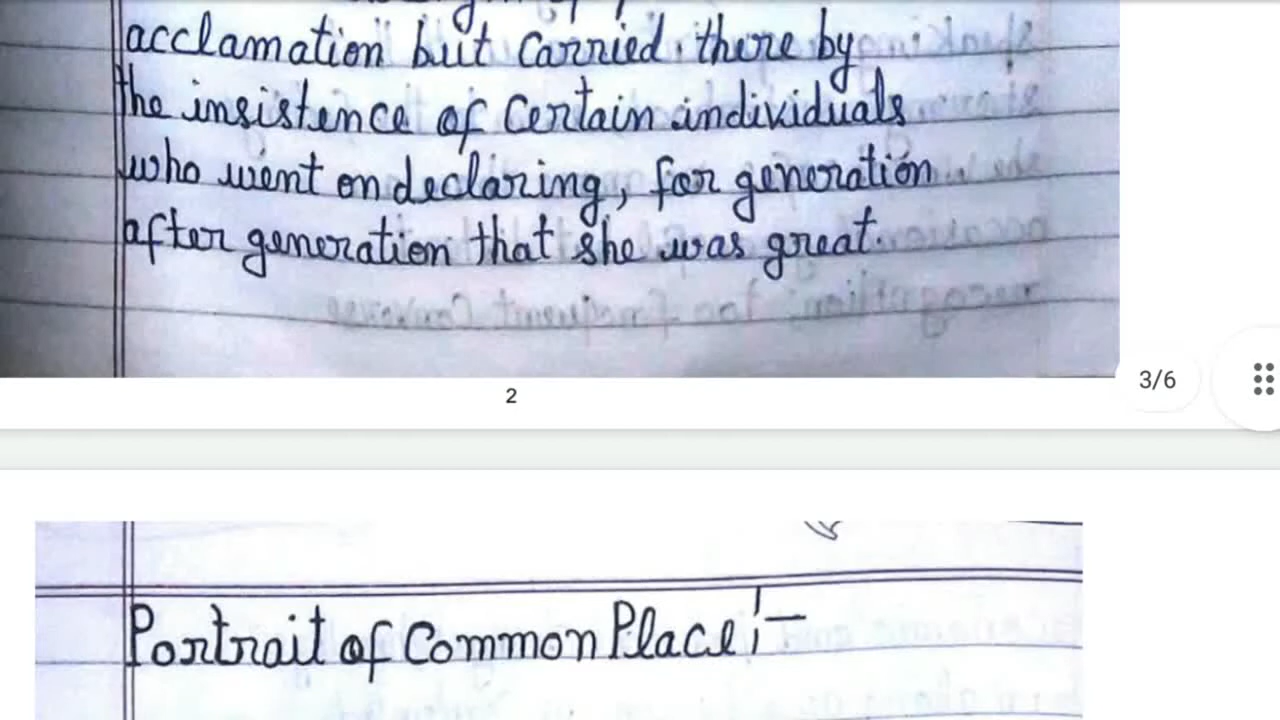 acclamation but carried there by
the insistence of certain individuals
who went on declaring, for generation
after generation that she was great.
2
3/6
Portrait of Common Place :-